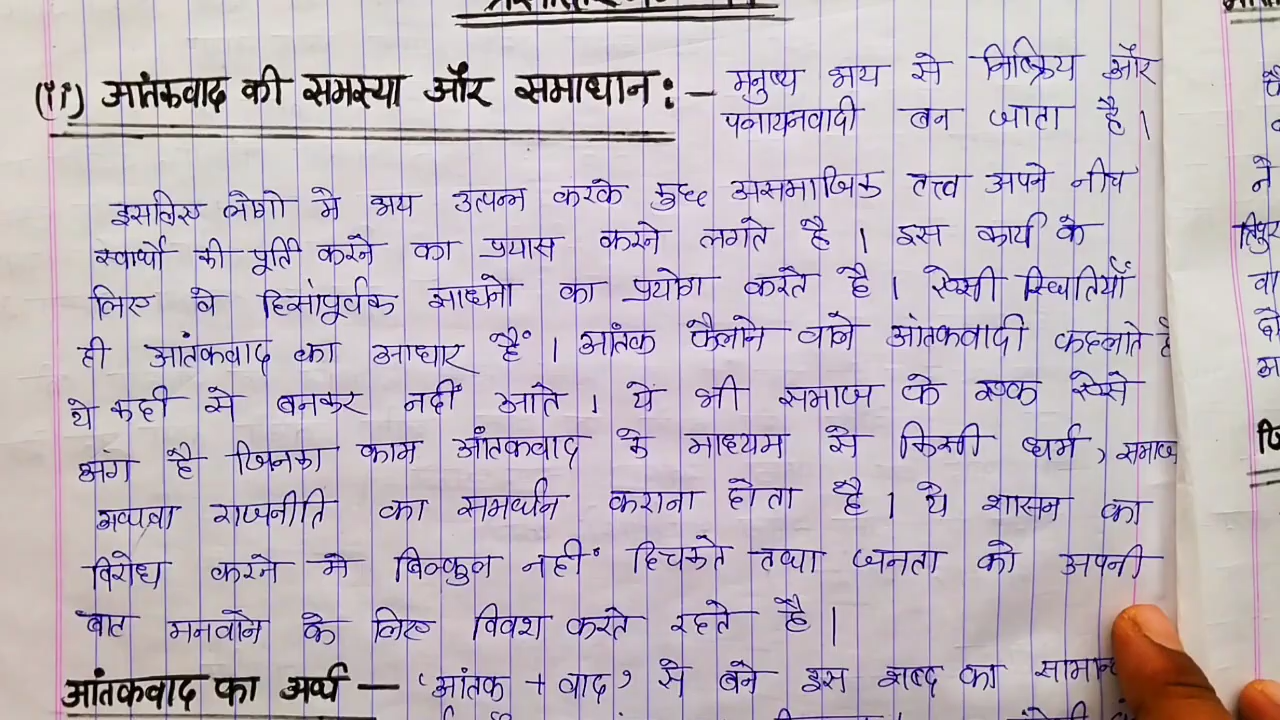 (11) आतंकवाद की समस्या और समाधान :- मनुष्य भय से निष्क्रिय और
पलायनवादी बन जाता है।
इसलिए लोगो मे भय उत्पन्न करके कुछ असमाजिक तत्त्व अपने नीच
स्वार्थो की पूर्ति करने का प्रयास करने लगते है। इस कार्य के
लिए वे हिसांपूर्वक साधनो का प्रयोग करते है। ऐसी स्थितियाँ
ही आंतकवाद का आधार हैं। आंतक फैलाने वाले आंतकवादी कहलाते है
ये कही से बनकर नहीं आते। ये भी समाज के एक ऐसे
अंग है जिनका काम आंतकवाद के माध्यम से किसी धर्म, समाज
अथवा राजनीति का समर्थन कराना होता है। ये शासन का
विरोध करने मे बिल्कुल नहीं हिचकते तथा जनता को अपनी
बात मनवाने के लिए विवश करते रहते है।
आंतकवाद का अर्थ — 'आंतक + वाद' से बने इस शब्द का